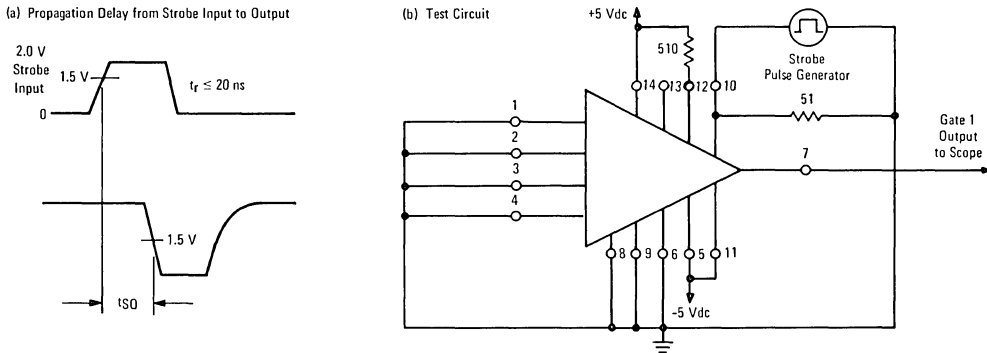 (a) Propagation Delay from Strobe Input to Output
2.0 V
Strobe
Input
1.5 V
0
tr ≤ 20 ns
1.5 V
tSO
(b) Test Circuit
+5 Vdc
510
Strobe
Pulse Generator
14 13 12 10
51
1
2
3
4
7
Gate 1
Output
to Scope
8 9 6 5 11
-5 Vdc